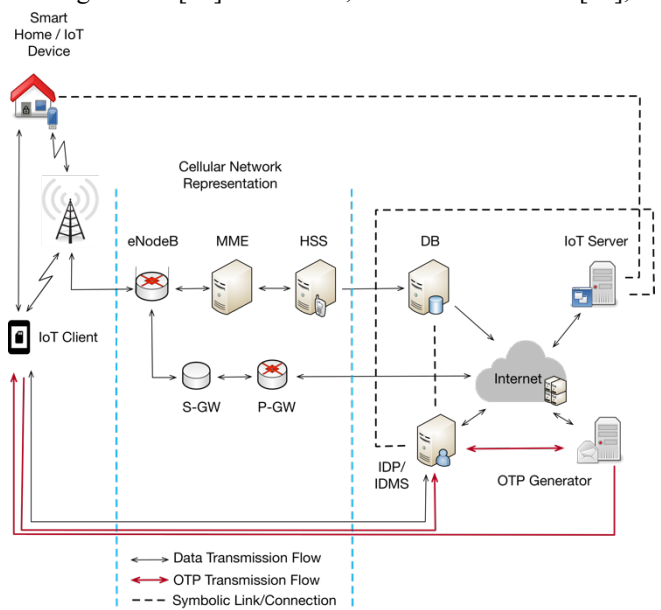 Smart
Home / IoT
Device
Cellular Network
Representation
eNodeB
MME
HSS
DB
IoT Server
IoT Client
S-GW
P-GW
Internet
IDP/
IDMS
OTP Generator
Data Transmission Flow
OTP Transmission Flow
Symbolic Link/Connection